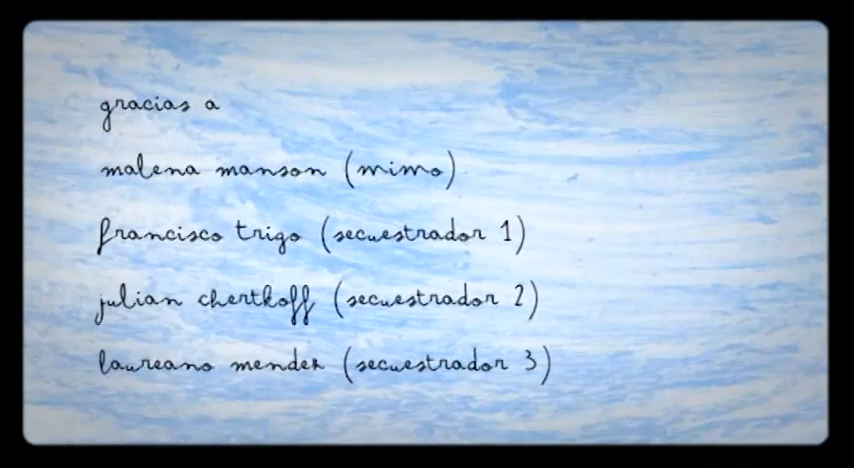 gracias a
malena manson (mimo)
francisco trigo (secuestrador 1)
julian chertkoff (secuestrador 2)
laureano mendez (secuestrador 3)